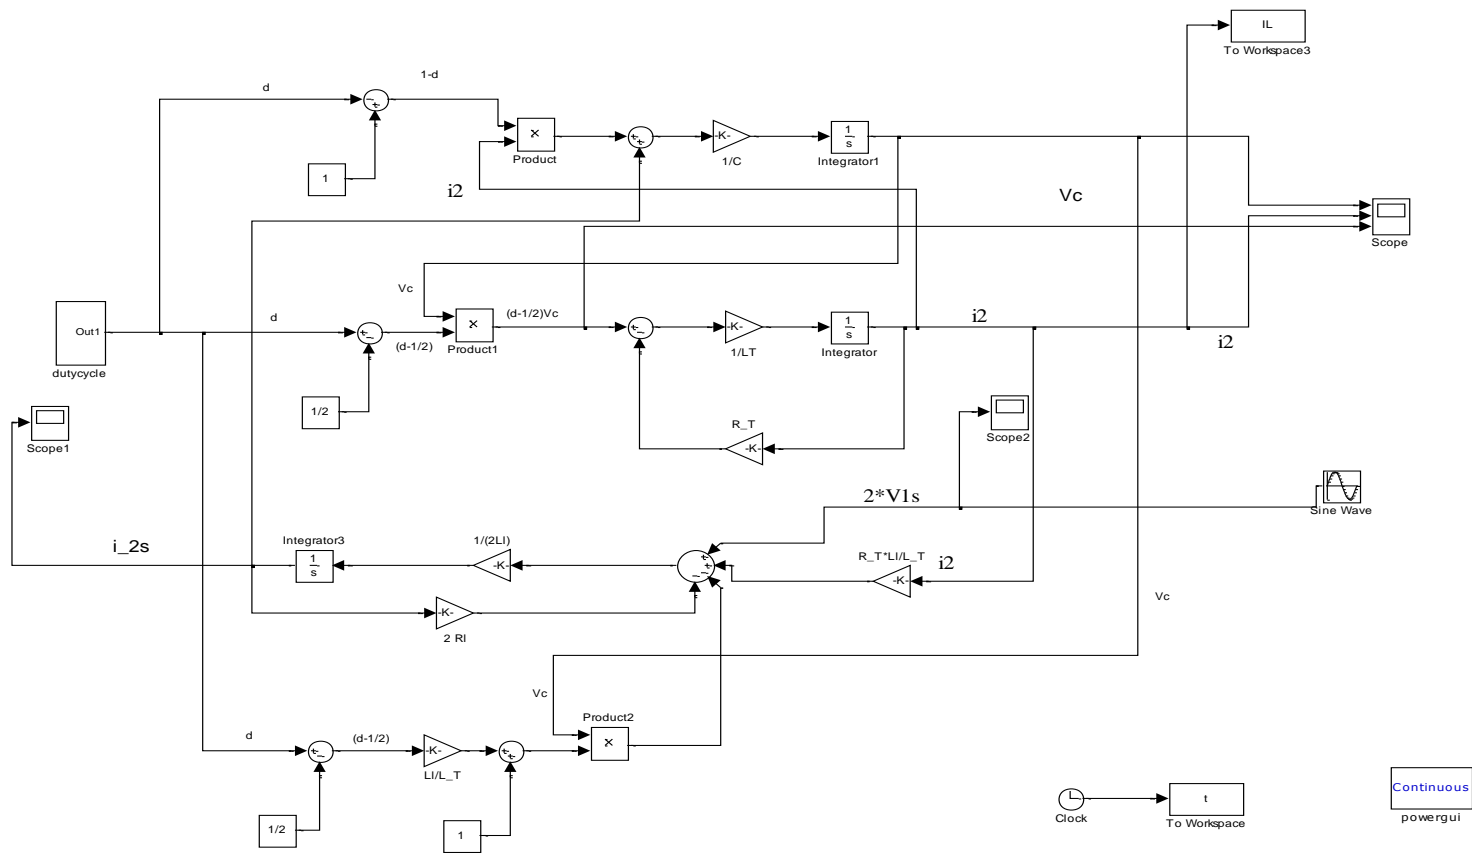 IL
To Workspace3
1-d
d
×
Product
-K-
1/C
1
s
Integrator1
1
i2
Vc
Scope
Vc
Out1
dutycycle
d
(d-1/2)
×
Product1
(d-1/2)Vc
-K-
1/LT
1
s
Integrator
i2
i2
1/2
Scope1
R_T
-K-
Scope2
2*V1s
Sine Wave
i_2s
Integrator3
1
s
1/(2LI)
-K-
R_T*LI/L_T
-K-
i2
-K-
2 RI
Vc
Vc
Product2
×
d
(d-1/2)
-K-
LI/L_T
1/2
1
Clock
t
To Workspace
Continuous
powergui